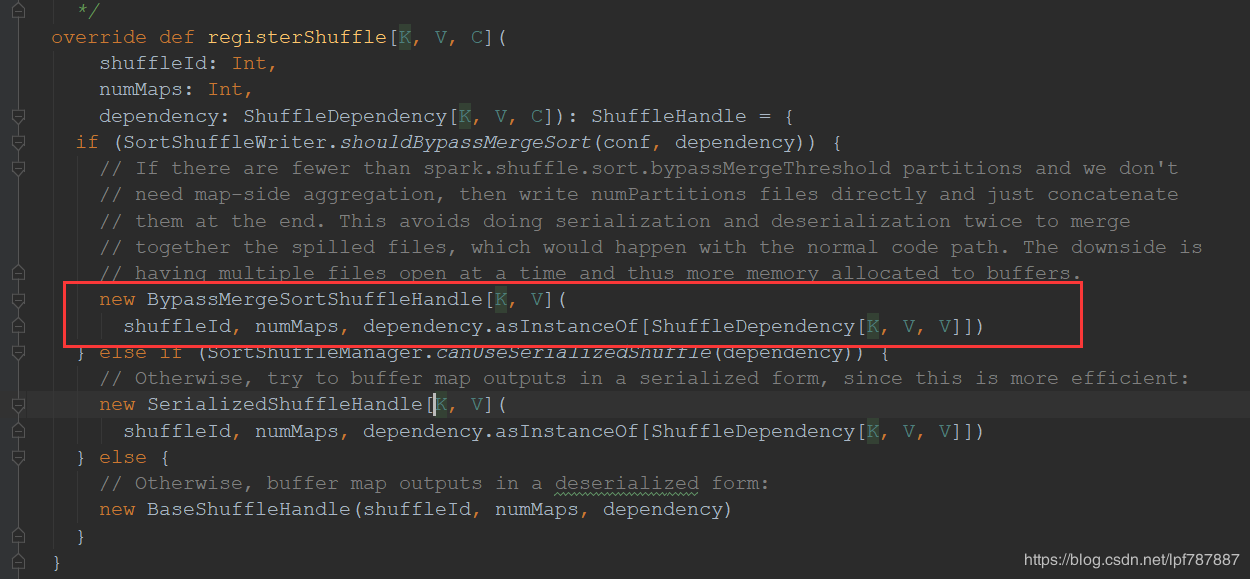 */
override def registerShuffle[K, V, C](
shuffleId: Int,
numMaps: Int,
dependency: ShuffleDependency[K, V, C]): ShuffleHandle = {
if (SortShuffleWriter.shouldBypassMergeSort(conf, dependency)) {
// If there are fewer than spark.shuffle.sort.bypassMergeThreshold partitions and we don't
// need map-side aggregation, then write numPartitions files directly and just concatenate
// them at the end. This avoids doing serialization and deserialization twice to merge
// together the spilled files, which would happen with the normal code path. The downside is
// having multiple files open at a time and thus more memory allocated to buffers.
new BypassMergeSortShuffleHandle[K, V](
shuffleId, numMaps, dependency.asInstanceOf[ShuffleDependency[K, V, V]])
} else if (SortShuffleManager.canUseSerializedShuffle(dependency)) {
// Otherwise, try to buffer map outputs in a serialized form, since this is more efficient:
new SerializedShuffleHandle[K, V](
shuffleId, numMaps, dependency.asInstanceOf[ShuffleDependency[K, V, V]])
} else {
// Otherwise, buffer map outputs in a deserialized form:
new BaseShuffleHandle(shuffleId, numMaps, dependency)
}
}
https://blog.csdn.net/lpf787887